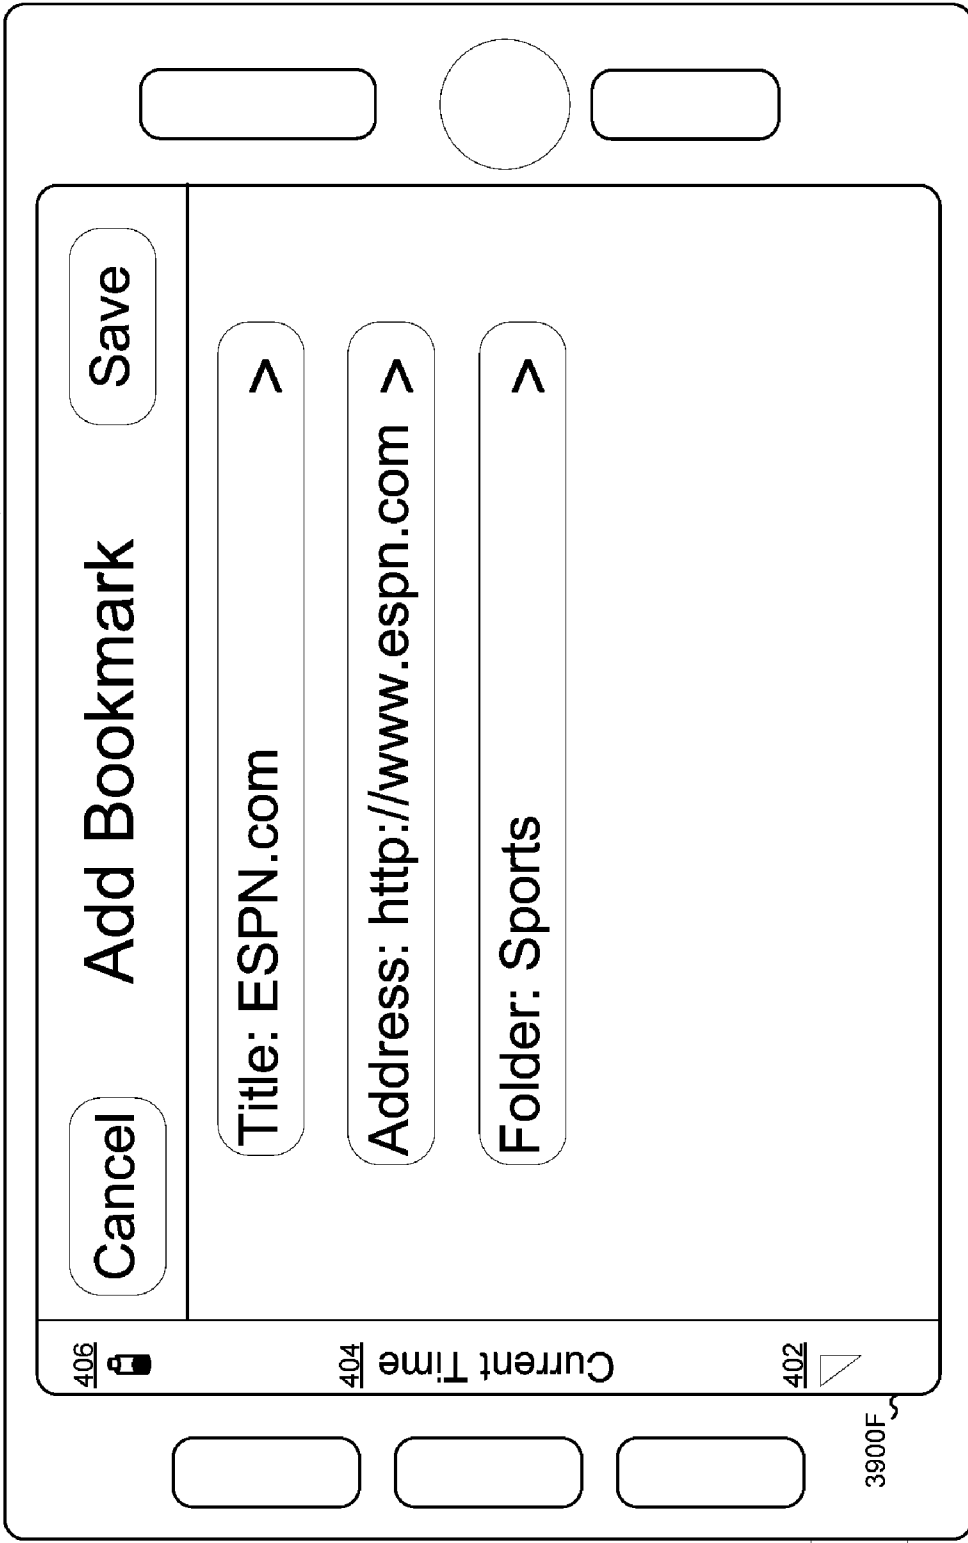 Cancel
Add Bookmark
Save
Title: ESPN.com >
Address: http://www.espn.com >
Folder: Sports >
406
404
Current Time
402
3900F